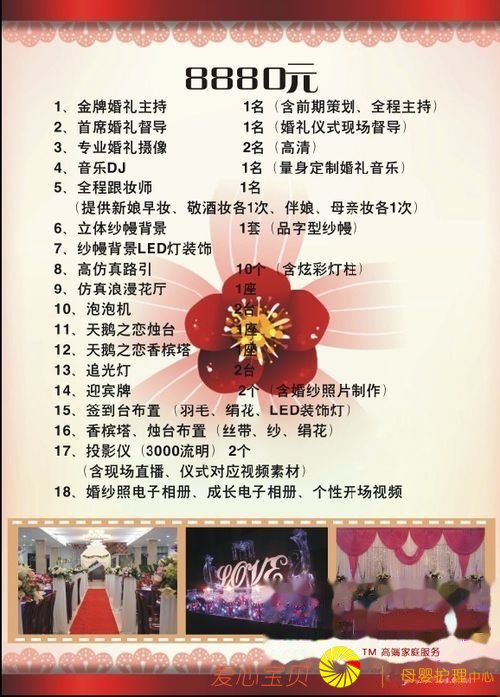 8880元
1、金牌婚礼主持 1名（含前期策划、全程主持）
2、首席婚礼督导 1名（婚礼仪式现场督导）
3、专业婚礼摄像 2名（高清）
4、音乐DJ 1名（量身定制婚礼音乐）
5、全程跟妆师 1名
（提供新娘早妆、敬酒妆各1次、伴娘、母亲妆各1次）
6、立体纱幔背景 1套（品字型纱幔）
7、纱幔背景LED灯装饰
8、高仿真路引 10个（含炫彩灯柱）
9、仿真浪漫花厅 1座
10、泡泡机 2台
11、天鹅之恋烛台 1座
12、天鹅之恋香槟塔 1座
13、追光灯 2台
14、迎宾牌 2个（含婚纱照片制作）
15、签到台布置（羽毛、绢花、LED装饰灯）
16、香槟塔、烛台布置（丝带、纱、绢花）
17、投影仪（3000流明）2个
（含现场直播、仪式对应视频素材）
18、婚纱照电子相册、成长电子相册、个性开场视频
LOVE
TM 高端家庭服务
爱心宝贝 母婴护理中心